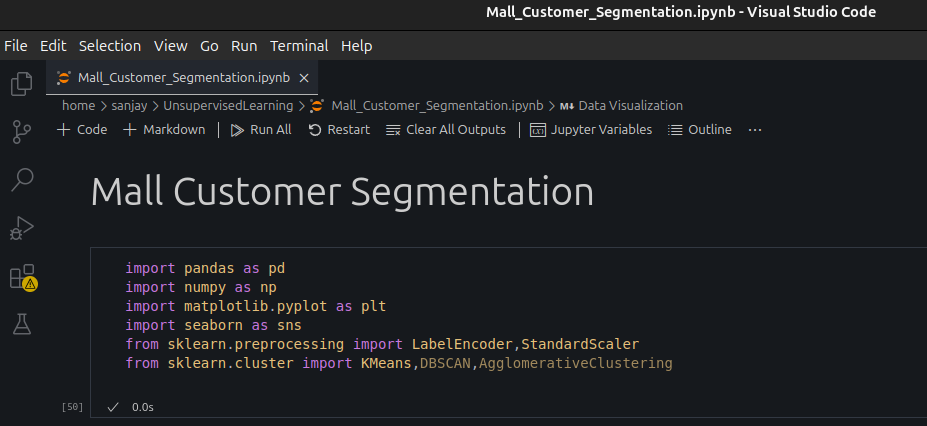 Mall_Customer_Segmentation.ipynb - Visual Studio Code
File Edit Selection View Go Run Terminal Help
Mall_Customer_Segmentation.ipynb
home > sanjay > UnsupervisedLearning > Mall_Customer_Segmentation.ipynb > M↓ Data Visualization
+ Code + Markdown | Run All Restart Clear All Outputs | Jupyter Variables Outline ...
Mall Customer Segmentation
import pandas as pd
import numpy as np
import matplotlib.pyplot as plt
import seaborn as sns
from sklearn.preprocessing import LabelEncoder,StandardScaler
from sklearn.cluster import KMeans,DBSCAN,AgglomerativeClustering
[50] ✓ 0.0s